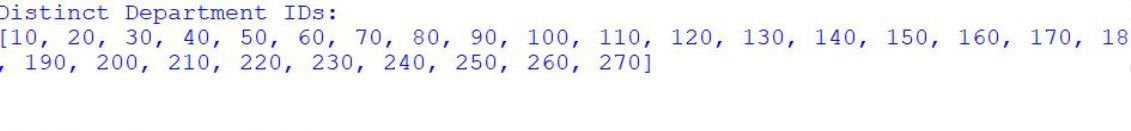 Distinct Department IDs:
[10, 20, 30, 40, 50, 60, 70, 80, 90, 100, 110, 120, 130, 140, 150, 160, 170, 18
, 190, 200, 210, 220, 230, 240, 250, 260, 270]